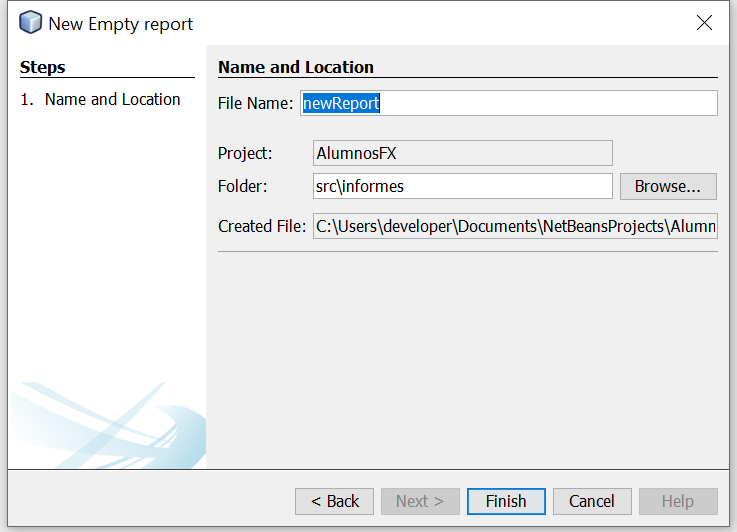 New Empty report
Steps
1. Name and Location
Name and Location
File Name: newReport
Project: AlumnosFX
Folder: src\informes Browse...
Created File: C:\Users\developer\Documents\NetBeansProjects\Alumn
< Back Next > Finish Cancel Help